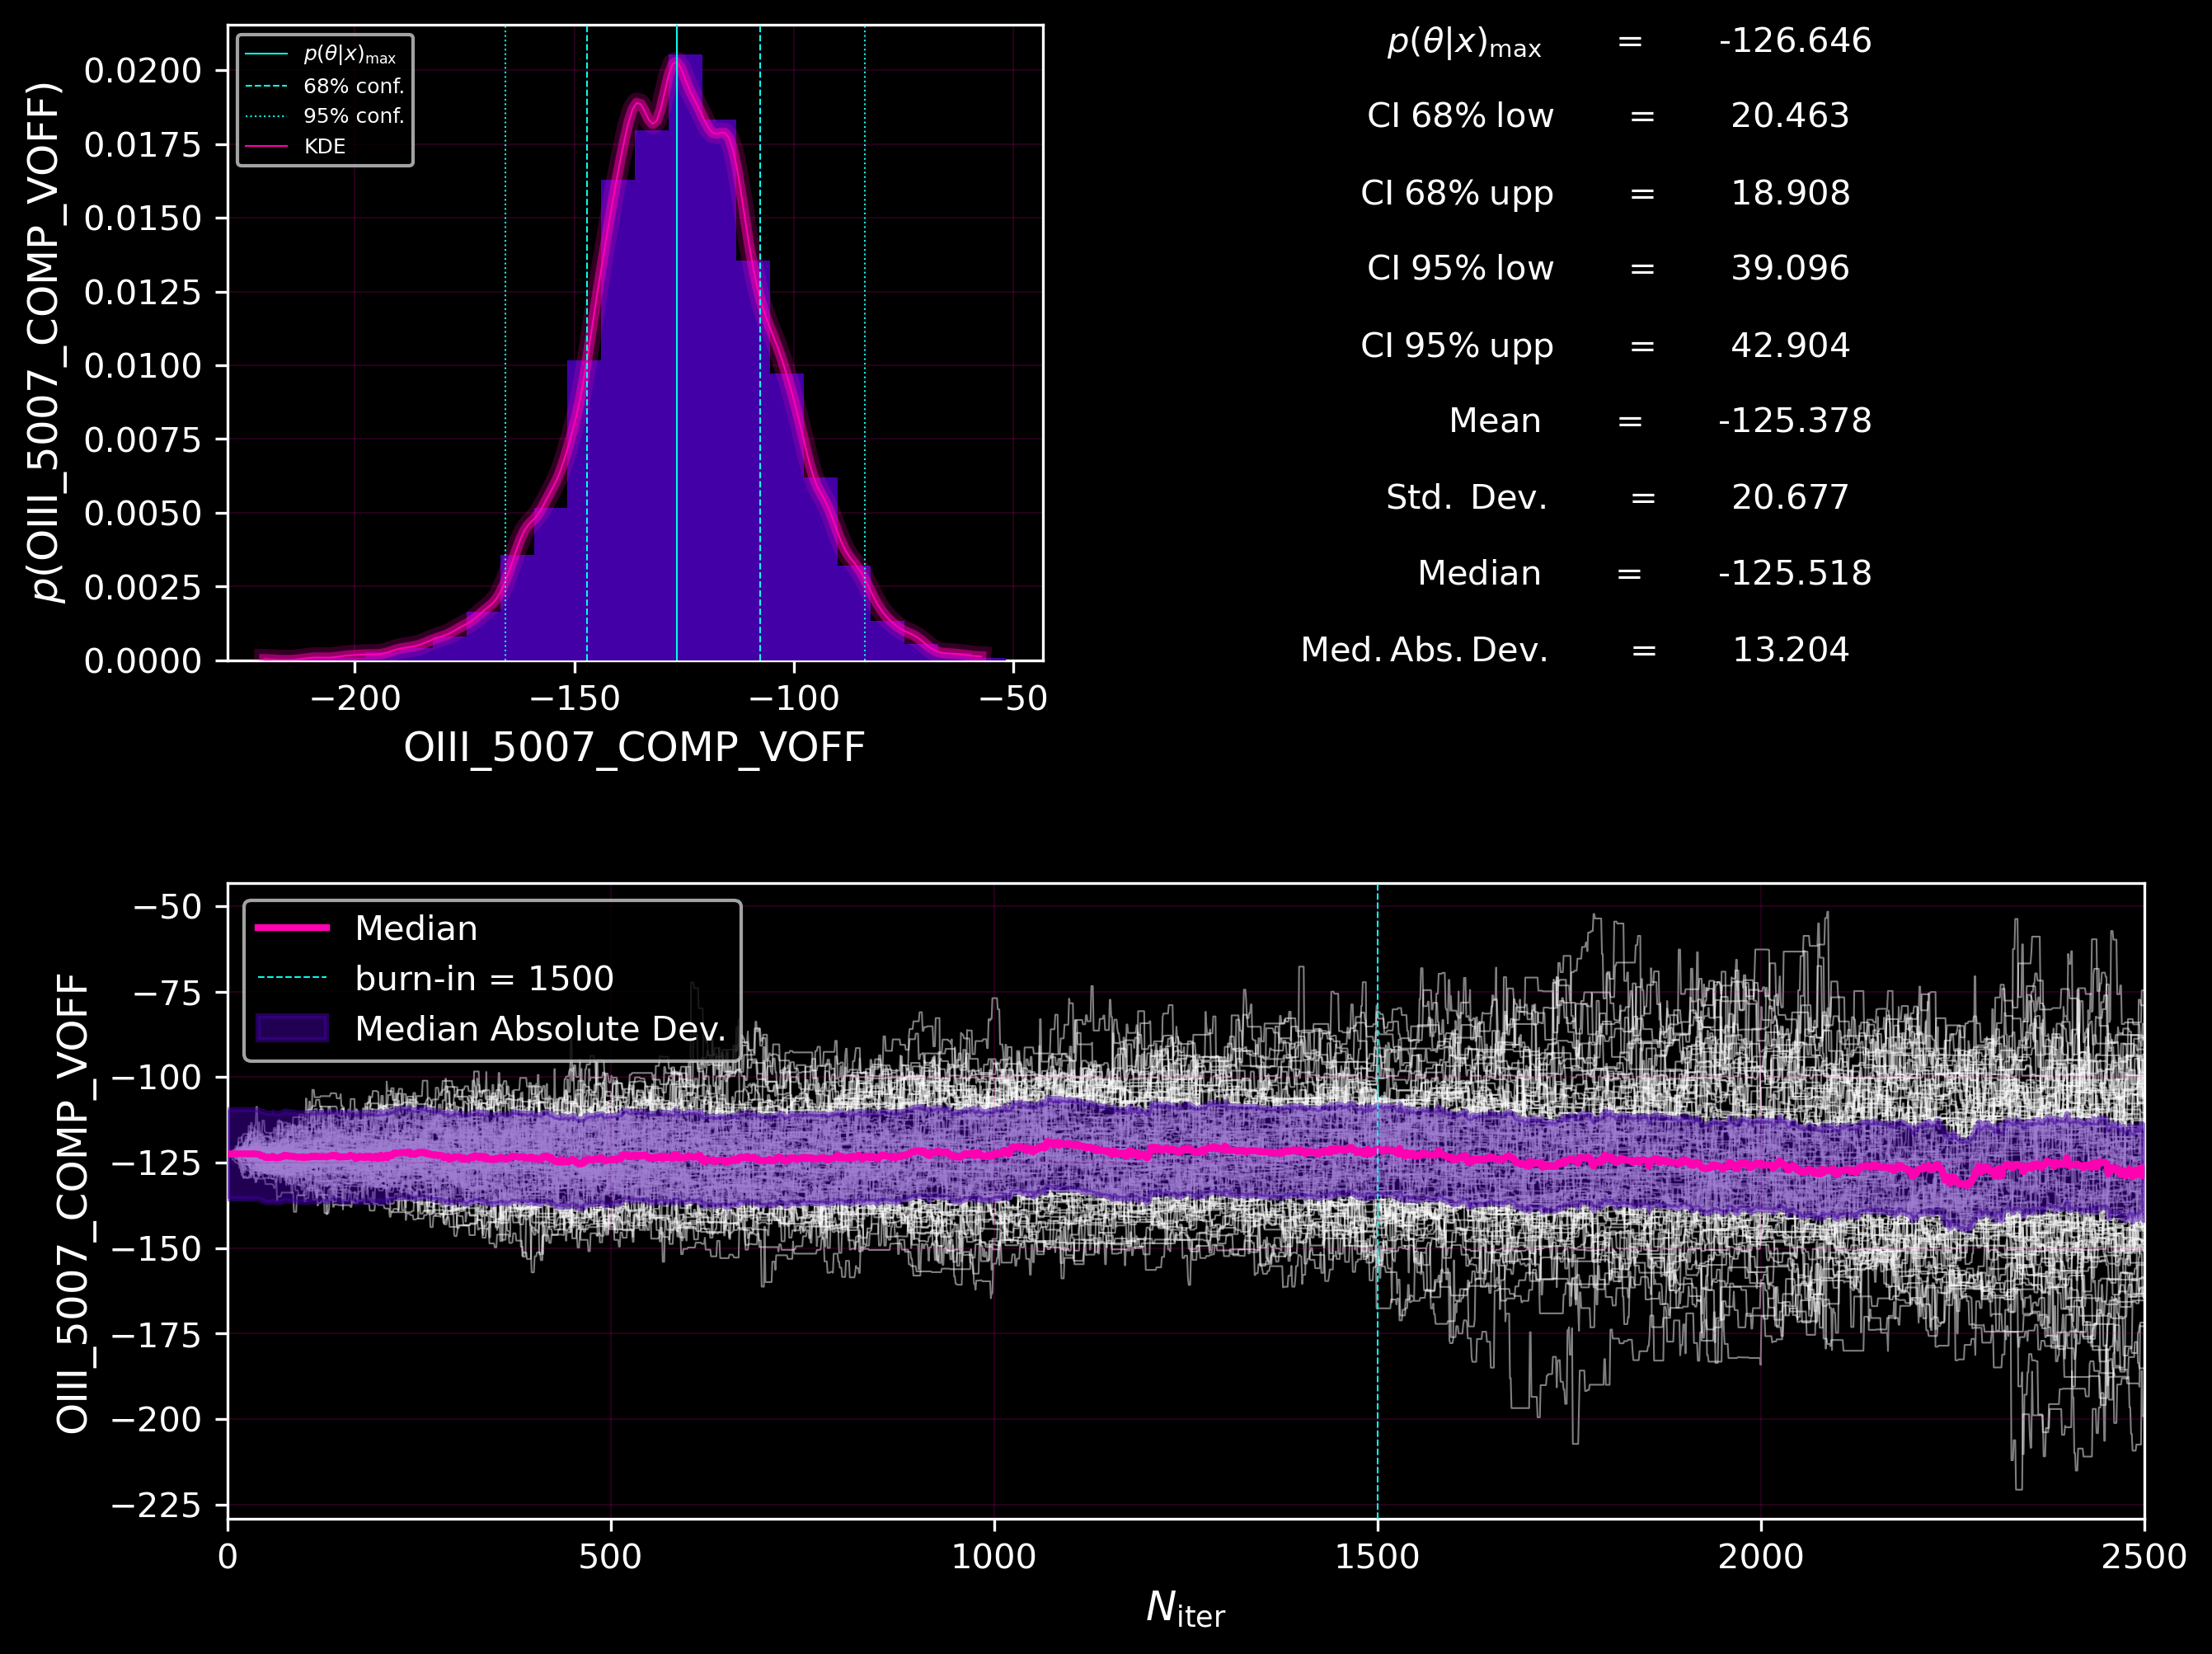 p(OIII_5007_COMP_VOFF)
0.0200
0.0175
0.0150
0.0125
0.0100
0.0075
0.0050
0.0025
0.0000
p(θ|x)max
68% conf.
95% conf.
KDE
−200 −150 −100 −50
OIII_5007_COMP_VOFF
p(θ|x)max = -126.646
CI 68% low = 20.463
CI 68% upp = 18.908
CI 95% low = 39.096
CI 95% upp = 42.904
Mean = -125.378
Std. Dev. = 20.677
Median = -125.518
Med. Abs. Dev. = 13.204
OIII_5007_COMP_VOFF
−50
−75
−100
−125
−150
−175
−200
−225
Median
burn-in = 1500
Median Absolute Dev.
0 500 1000 1500 2000 2500
Niter